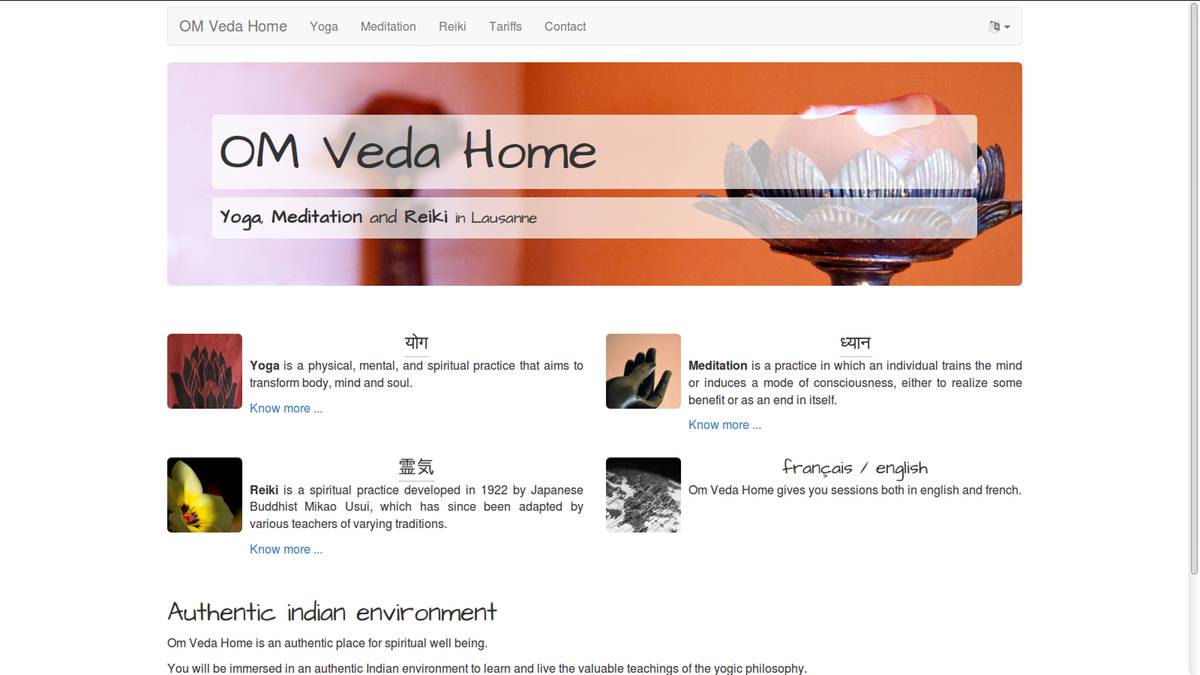 OM Veda Home Yoga Meditation Reiki Tariffs Contact
OM Veda Home
Yoga, Meditation and Reiki in Lausanne
योग
Yoga is a physical, mental, and spiritual practice that aims to
transform body, mind and soul.
Know more ...
ध्यान
Meditation is a practice in which an individual trains the mind
or induces a mode of consciousness, either to realize some
benefit or as an end in itself.
Know more ...
霊気
Reiki is a spiritual practice developed in 1922 by Japanese
Buddhist Mikao Usui, which has since been adapted by
various teachers of varying traditions.
Know more ...
français / english
Om Veda Home gives you sessions both in english and french.
Authentic indian environment
Om Veda Home is an authentic place for spiritual well being.
You will be immersed in an authentic Indian environment to learn and live the valuable teachings of the yogic philosophy.